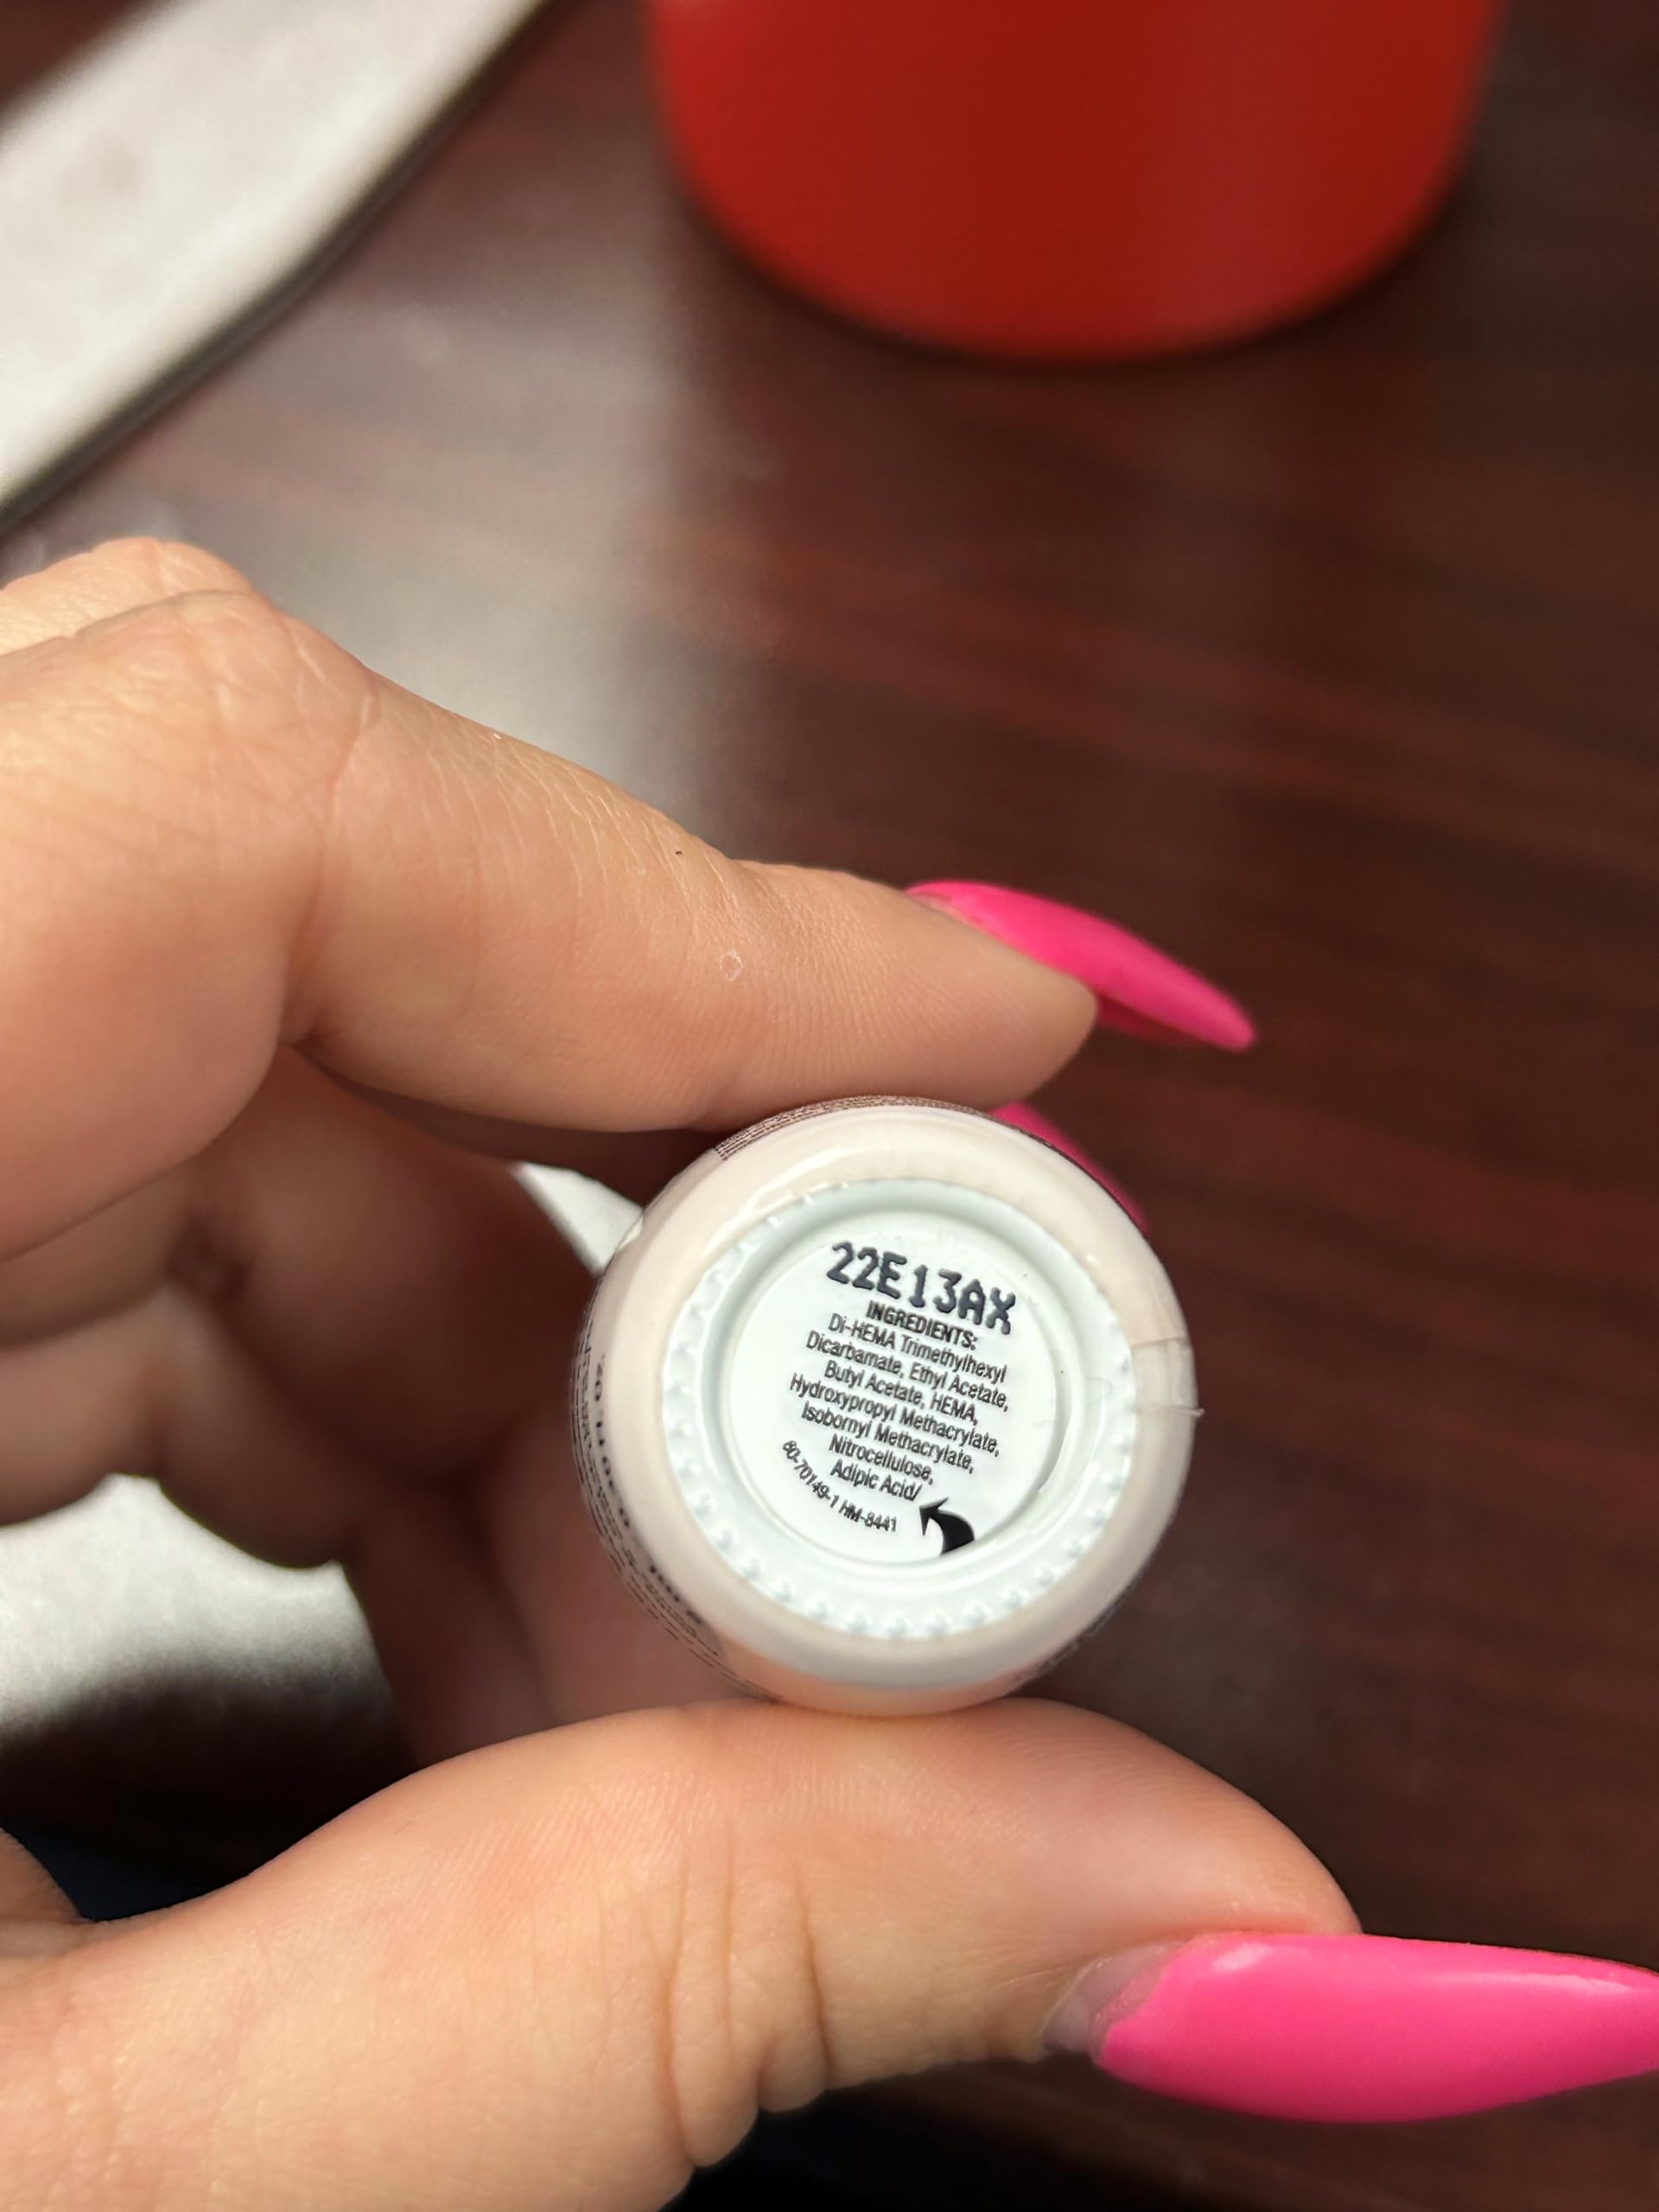 22E13AX
INGREDIENTS:
Di-HEMA Trimethylhexyl
Dicarbamate, Ethyl Acetate,
Butyl Acetate, HEMA,
Hydroxypropyl Methacrylate,
Isobornyl Methacrylate,
Nitrocellulose,
Adipic Acid/
60-70149-1 HM-8441